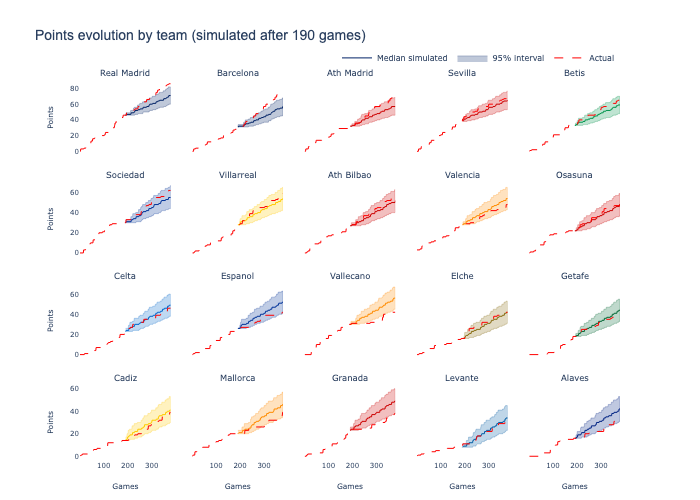 Points evolution by team (simulated after 190 games)
Median simulated 95% interval Actual
Real Madrid Barcelona Ath Madrid Sevilla Betis
80
60
40
20
0
Points
Sociedad Villarreal Ath Bilbao Valencia Osasuna
60
40
20
0
Points
Celta Espanol Vallecano Elche Getafe
60
40
20
0
Points
Cadiz Mallorca Granada Levante Alaves
60
40
20
0
Points
100 200 300 100 200 300 100 200 300 100 200 300 100 200 300
Games Games Games Games Games